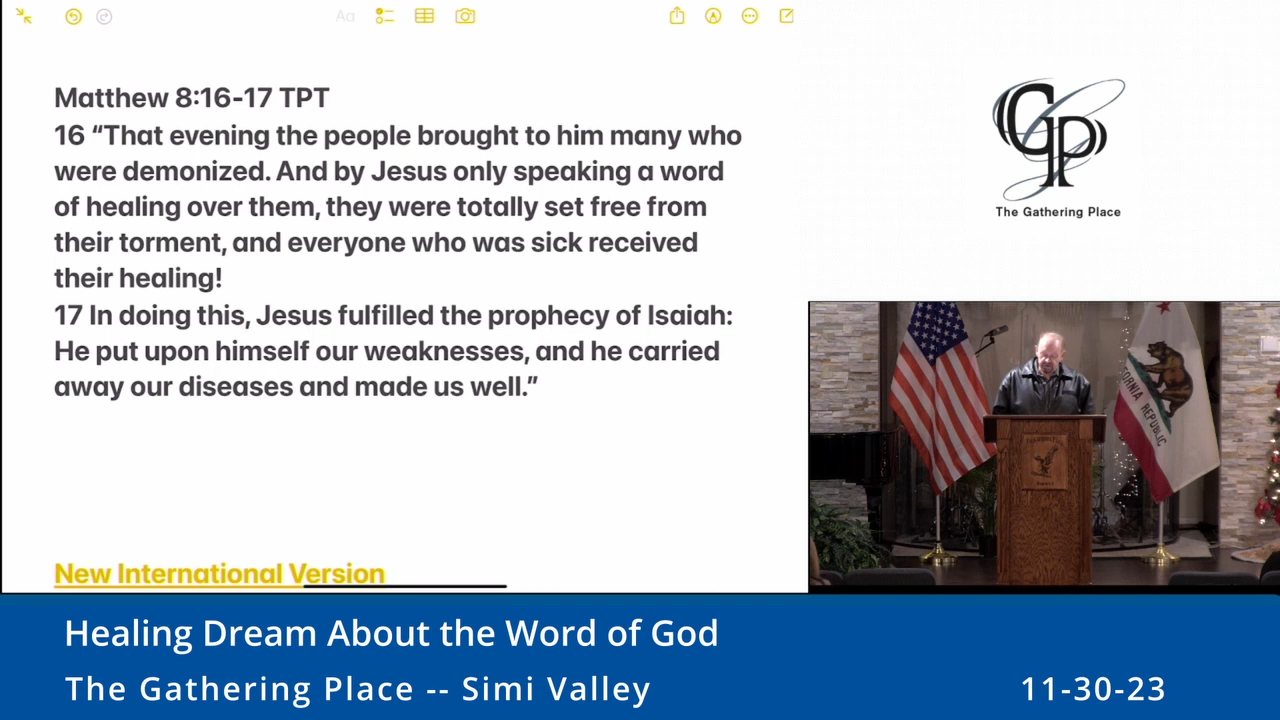 Aa
Matthew 8:16-17 TPT
16 “That evening the people brought to him many who
were demonized. And by Jesus only speaking a word
of healing over them, they were totally set free from
their torment, and everyone who was sick received
their healing!
17 In doing this, Jesus fulfilled the prophecy of Isaiah:
He put upon himself our weaknesses, and he carried
away our diseases and made us well.”
New International Version
GP
The Gathering Place
CALIFORNIA REPUBLIC
Healing Dream About the Word of God
The Gathering Place -- Simi Valley
11-30-23